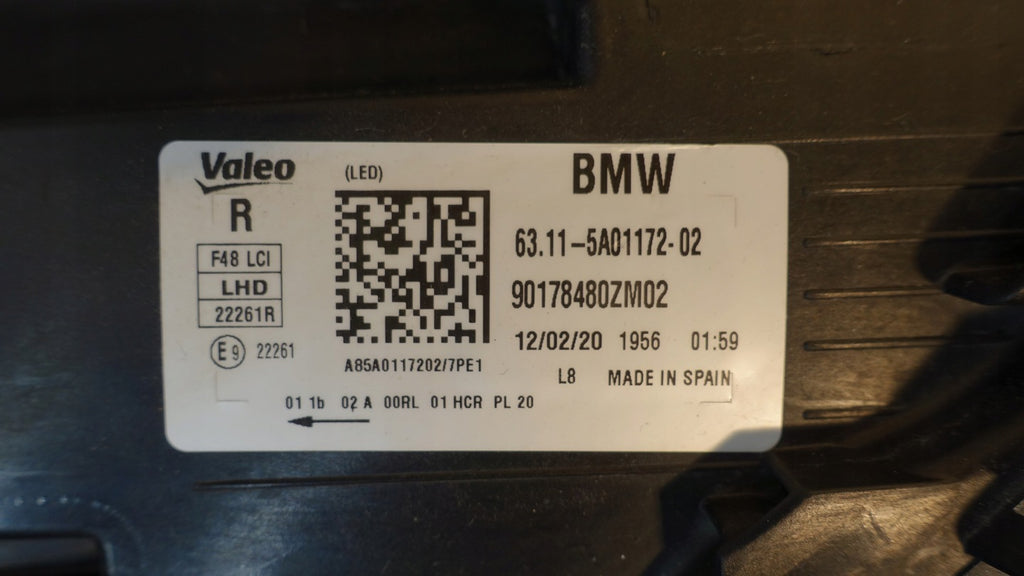 Valeo
(LED)
BMW
R
63.11-5A01172-02
F48 LCI
LHD
22261R
90178480ZM02
E9 22261
12/02/20 1956 01:59
A85A0117202/7PE1
L8 MADE IN SPAIN
01 1b 02 A 00RL 01 HCR PL 20